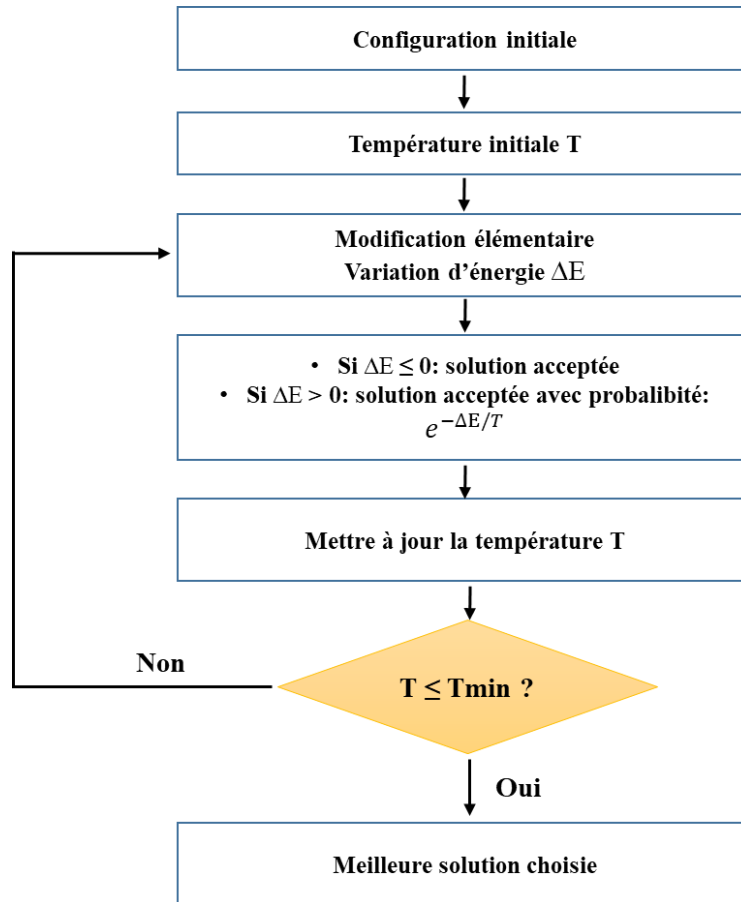 Configuration initiale
Température initiale T
Modification élémentaire
Variation d’énergie ΔE
• Si ΔE ≤ 0: solution acceptée
• Si ΔE > 0: solution acceptée avec probalibité:
e^{−ΔE/T}
Mettre à jour la température T
Non
T ≤ Tmin ?
Oui
Meilleure solution choisie